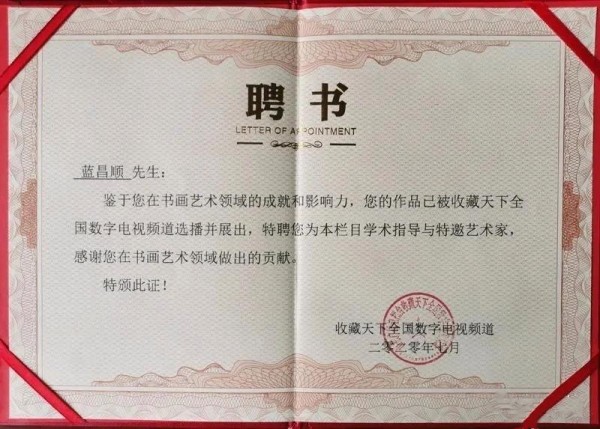 聘书
LETTER OF APPOINTMENT
蓝昌顺 先生：
鉴于您在书画艺术领域的成就和影响力，您的作品已被收藏天下全
国数字电视频道选播并展出，特聘您为本栏目学术指导与特邀艺术家，
感谢您在书画艺术领域做出的贡献。
特颁此证！
收藏天下全国数字电视频道
二零二零年七月